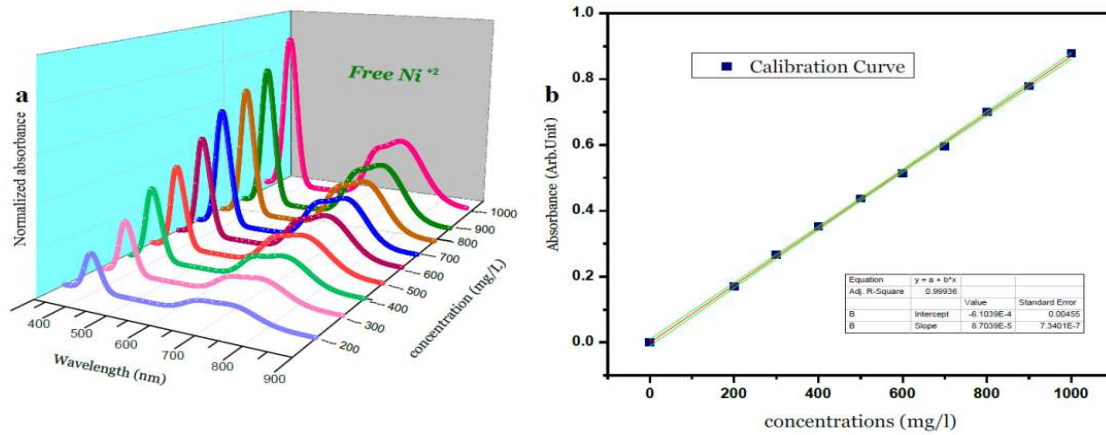 a
Free Ni +2
Normalized absorbance
400
500
600
700
800
900
Wavelength (nm)
200
300
400
500
600
700
800
900
1000
concentration (mg/L)
b
Calibration Curve
Absorbance (Arb.Unit)
1.0
0.8
0.6
0.4
0.2
0.0
0
200
400
600
800
1000
concentrations (mg/l)
Equation y = a + b*x
Adj. R-Square 0.99936
Value Standard Error
B Intercept -6.1039E-4 0.00455
B Slope 8.7039E-5 7.3401E-7